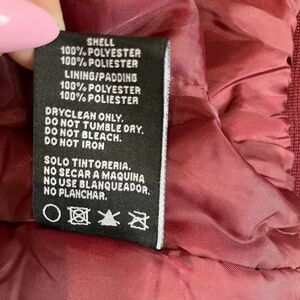 SHELL
100% POLYESTER
100% POLIESTER
LINING/PADDING
100% POLYESTER
100% POLIESTER
DRYCLEAN ONLY.
DO NOT TUMBLE DRY.
DO NOT BLEACH.
DO NOT IRON
SOLO TINTORERIA.
NO SECAR A MAQUINA
NO USE BLANQUEADOR.
NO PLANCHAR.